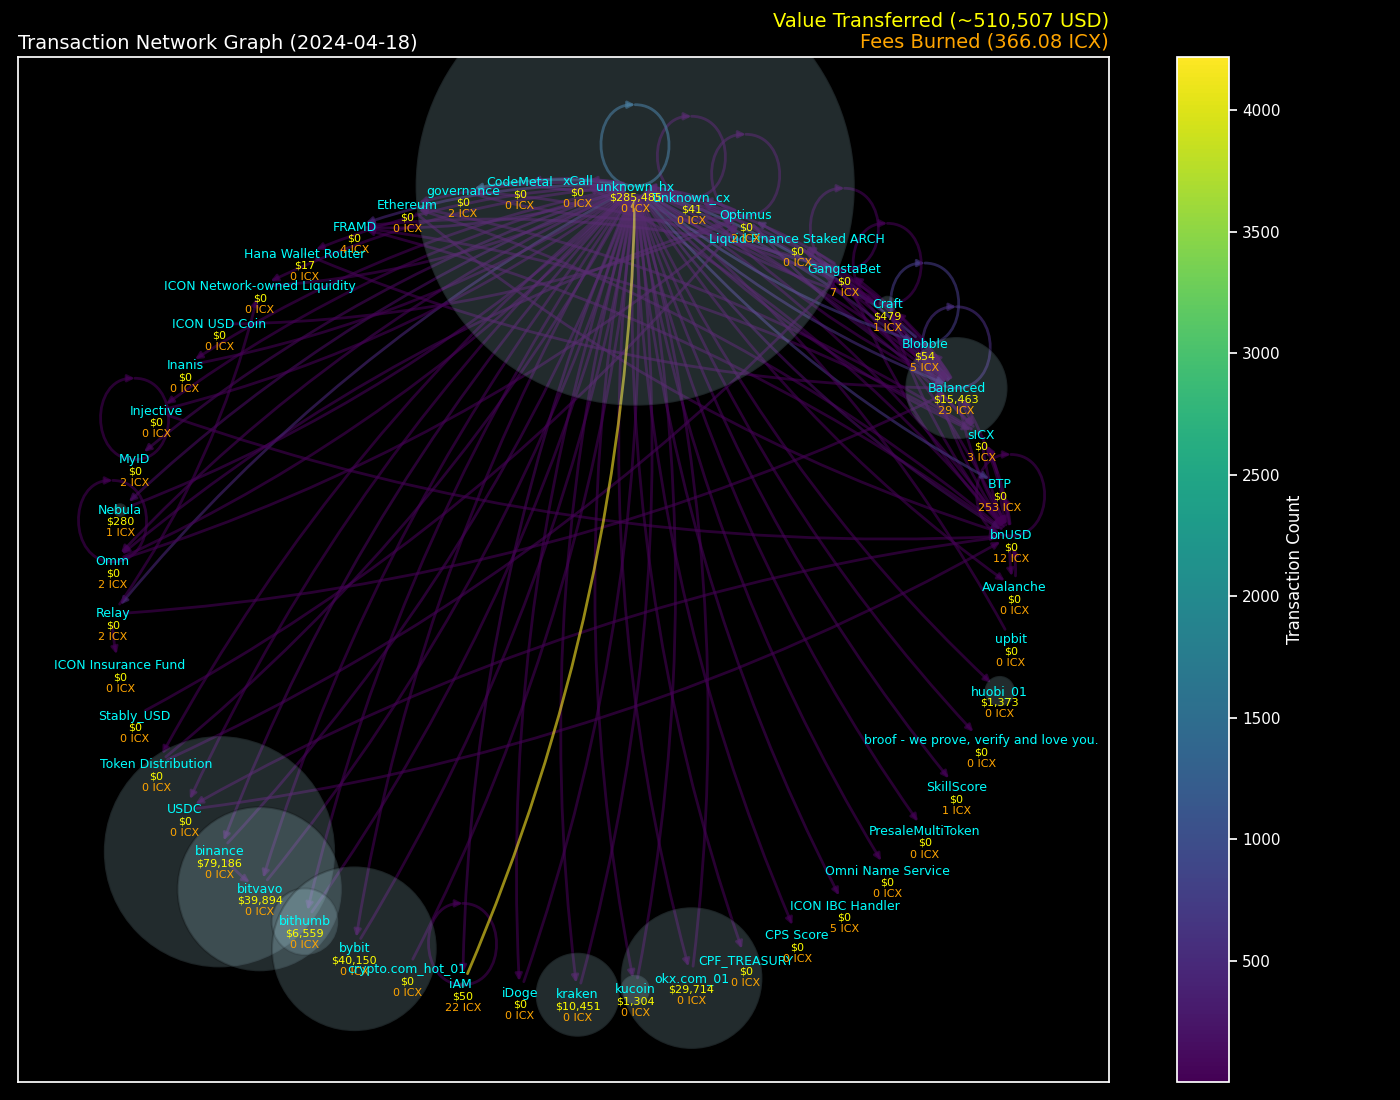 Value Transferred (~510,507 USD)
Transaction Network Graph (2024-04-18)
Fees Burned (366.08 ICX)
unknown_hx
$285,485
0 ICX
unknown_cx
$41
0 ICX
Optimus
$0
ICX
Liquid Finance Staked ARCH
$0
0 ICX
GangstaBet
$0
7 ICX
Craft
$479
1 ICX
Blobble
$54
5 ICX
Balanced
$15,463
29 ICX
sICX
$0
3 ICX
BTP
$0
253 ICX
bnUSD
$0
12 ICX
Avalanche
$0
0 ICX
upbit
$0
0 ICX
huobi_01
$1,373
0 ICX
broof - we prove, verify and love you.
$0
0 ICX
SkillScore
$0
1 ICX
PresaleMultiToken
$0
0 ICX
Omni Name Service
$0
0 ICX
ICON IBC Handler
$0
5 ICX
CPS Score
$0
0 ICX
CPF_TREASURY
$0
0 ICX
okx.com_01
$29,714
0 ICX
kucoin
$1,304
0 ICX
kraken
$10,451
0 ICX
iDoge
$0
0 ICX
iAM
$50
22 ICX
crypto.com_hot_01
$0
0 ICX
bybit
$40,150
0 ICX
bithumb
$6,559
0 ICX
bitvavo
$39,894
0 ICX
binance
$79,186
0 ICX
USDC
$0
0 ICX
Token Distribution
$0
0 ICX
Stably_USD
$0
0 ICX
ICON Insurance Fund
$0
0 ICX
Relay
$0
2 ICX
Omm
$0
2 ICX
Nebula
$280
1 ICX
MyID
$0
2 ICX
Injective
$0
0 ICX
Inanis
$0
0 ICX
ICON USD Coin
$0
0 ICX
ICON Network-owned Liquidity
$0
0 ICX
Hana Wallet Router
$17
0 ICX
FRAMD
$0
4 ICX
Ethereum
$0
0 ICX
governance
$0
2 ICX
CodeMetal
$0
0 ICX
xCall
$0
0 ICX
4000
3500
3000
2500
2000
1500
1000
500
Transaction Count